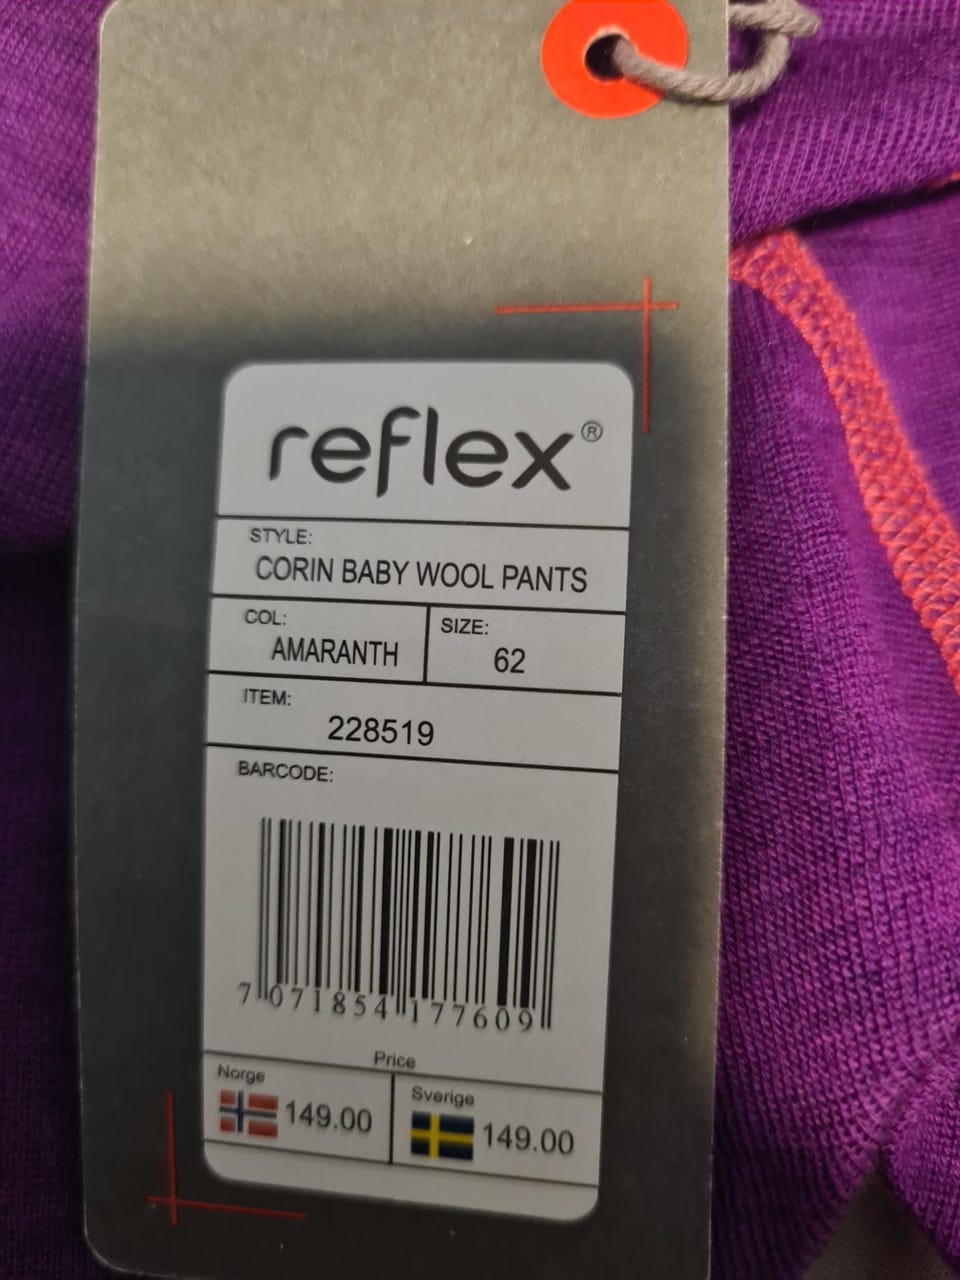 reflex®
STYLE:
CORIN BABY WOOL PANTS
COL:
AMARANTH
SIZE:
62
ITEM:
228519
BARCODE:
7 071854 177609
Price
Norge
149.00
Sverige
149.00